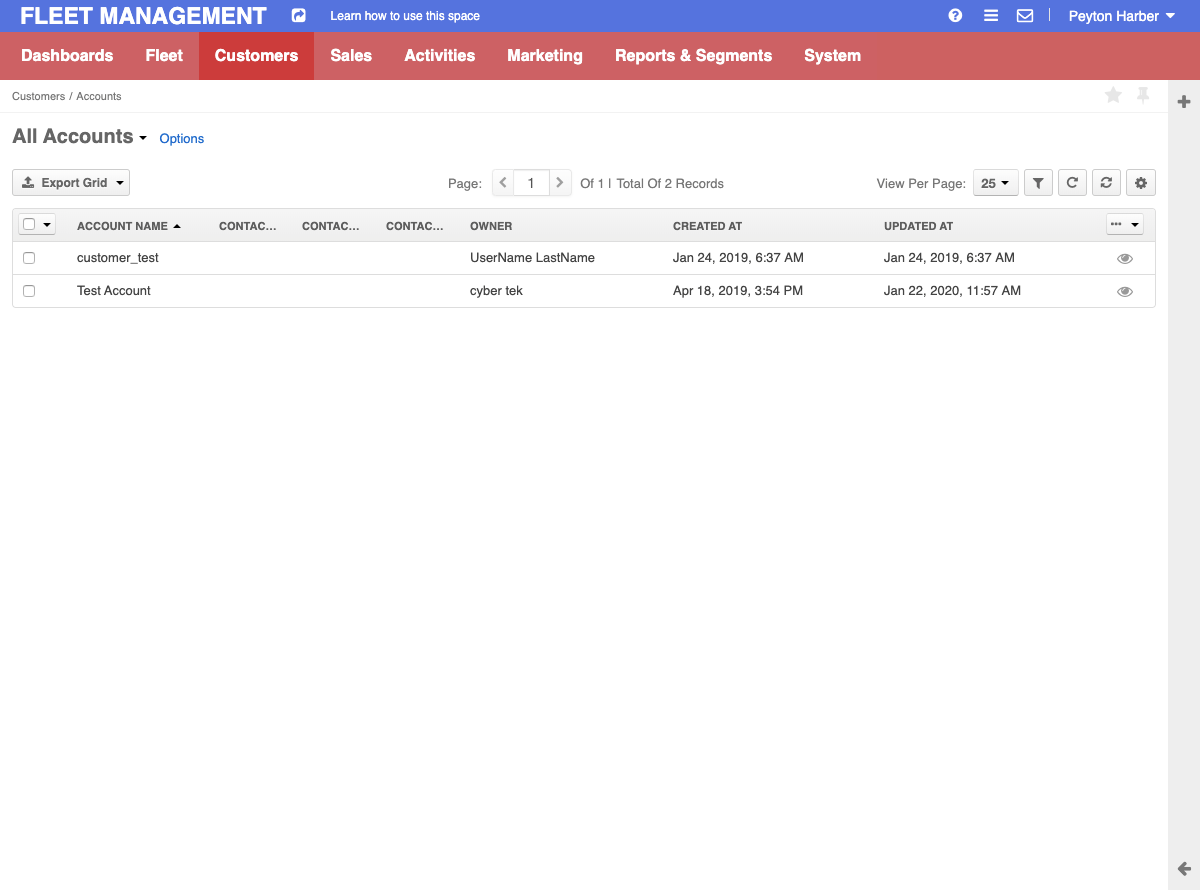 FLEET MANAGEMENT Learn how to use this space Peyton Harber
Dashboards Fleet Customers Sales Activities Marketing Reports & Segments System
Customers / Accounts
All Accounts Options
Export Grid Page: 1 Of 1 | Total Of 2 Records View Per Page: 25
ACCOUNT NAME CONTAC... CONTAC... CONTAC... OWNER CREATED AT UPDATED AT
customer_test UserName LastName Jan 24, 2019, 6:37 AM Jan 24, 2019, 6:37 AM
Test Account cyber tek Apr 18, 2019, 3:54 PM Jan 22, 2020, 11:57 AM